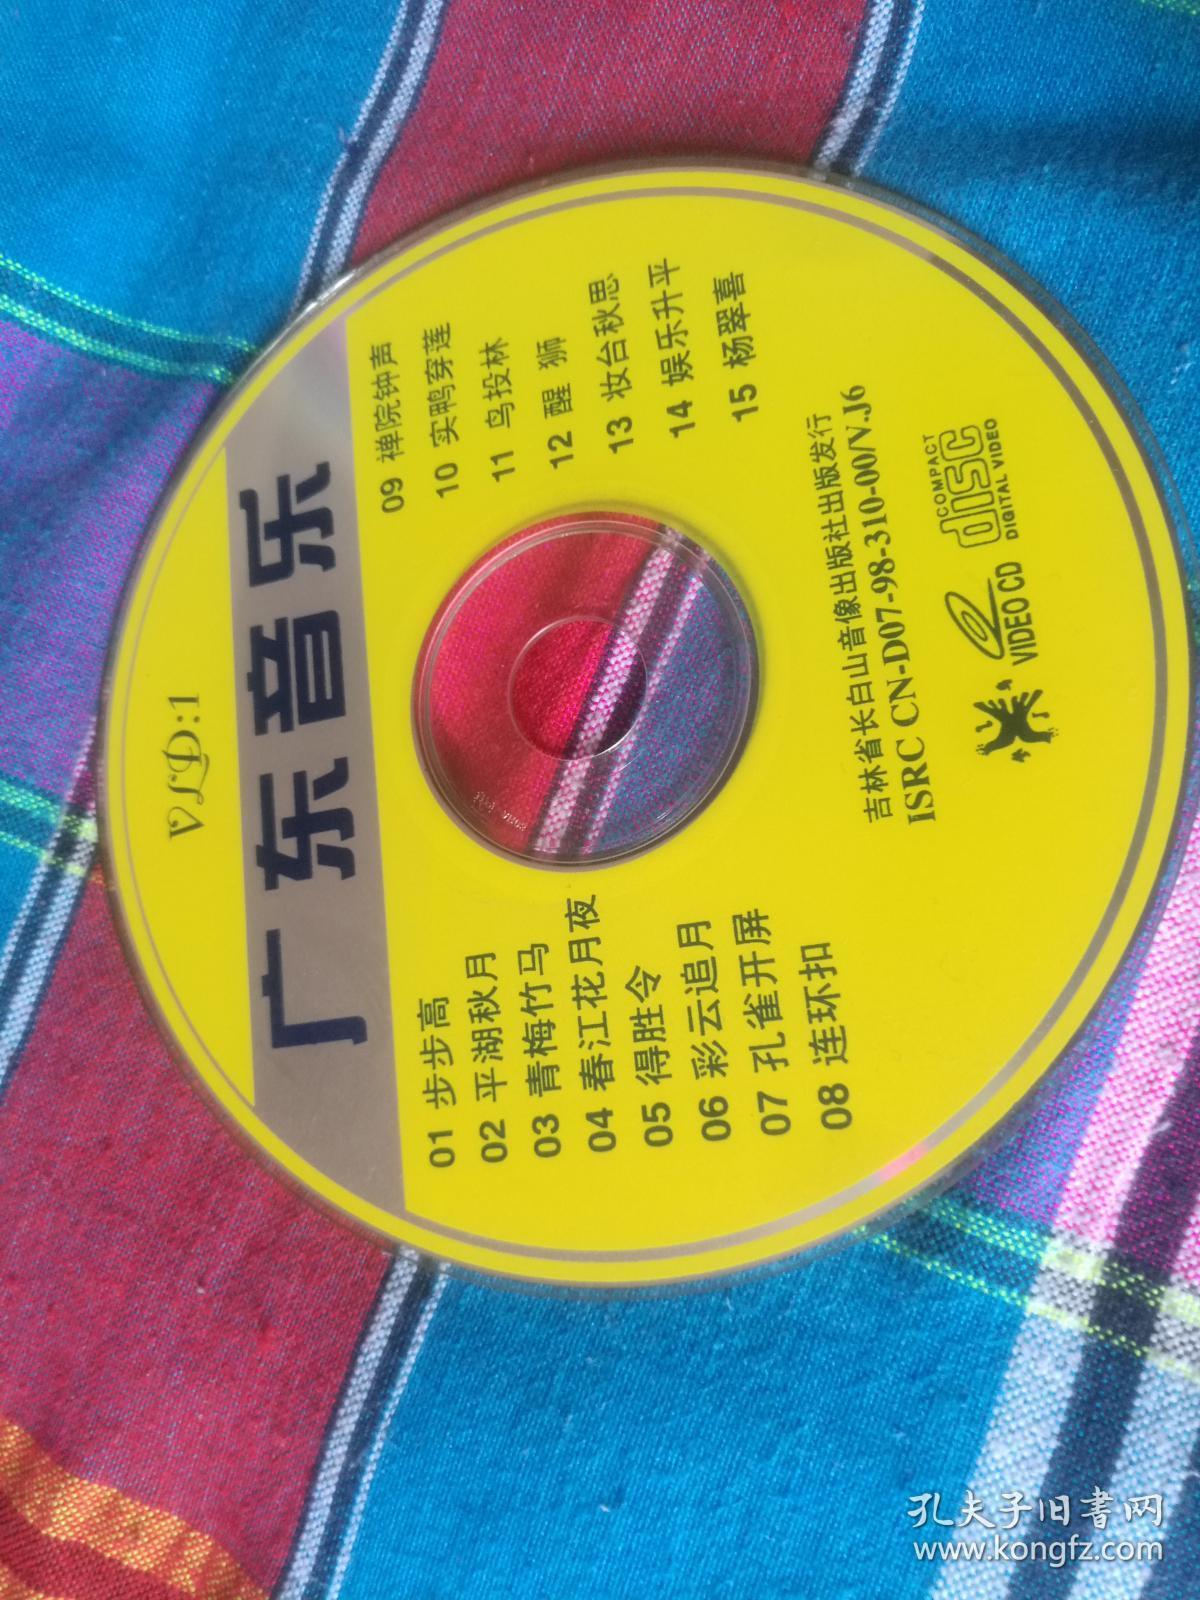 VLD:1
广东音乐
01 步步高
02 平湖秋月
03 青梅竹马
04 春江花月夜
05 得胜令
06 彩云追月
07 孔雀开屏
08 连环扣
09 禅院钟声
10 实鸭穿莲
11 鸟投林
12 醒 狮
13 妆台秋思
14 娱乐升平
15 杨翠喜
吉林省长白山音像出版社出版发行
ISRC CN-D07-98-310-00/V.J6
VIDEO CD
COMPACT
disc
DIGITAL VIDEO
孔夫子旧书网
www.kongfz.com